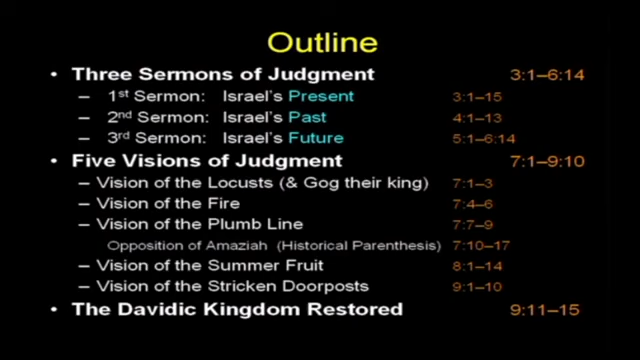 Outline
• Three Sermons of Judgment 3:1–6:14
– 1st Sermon: Israel's Present 3:1–15
– 2nd Sermon: Israel's Past 4:1–13
– 3rd Sermon: Israel's Future 5:1–6:14
• Five Visions of Judgment 7:1–9:10
– Vision of the Locusts (& Gog their king) 7:1–3
– Vision of the Fire 7:4–6
– Vision of the Plumb Line 7:7–9
Opposition of Amaziah (Historical Parenthesis) 7:10–17
– Vision of the Summer Fruit 8:1–14
– Vision of the Stricken Doorposts 9:1–10
• The Davidic Kingdom Restored 9:11–15